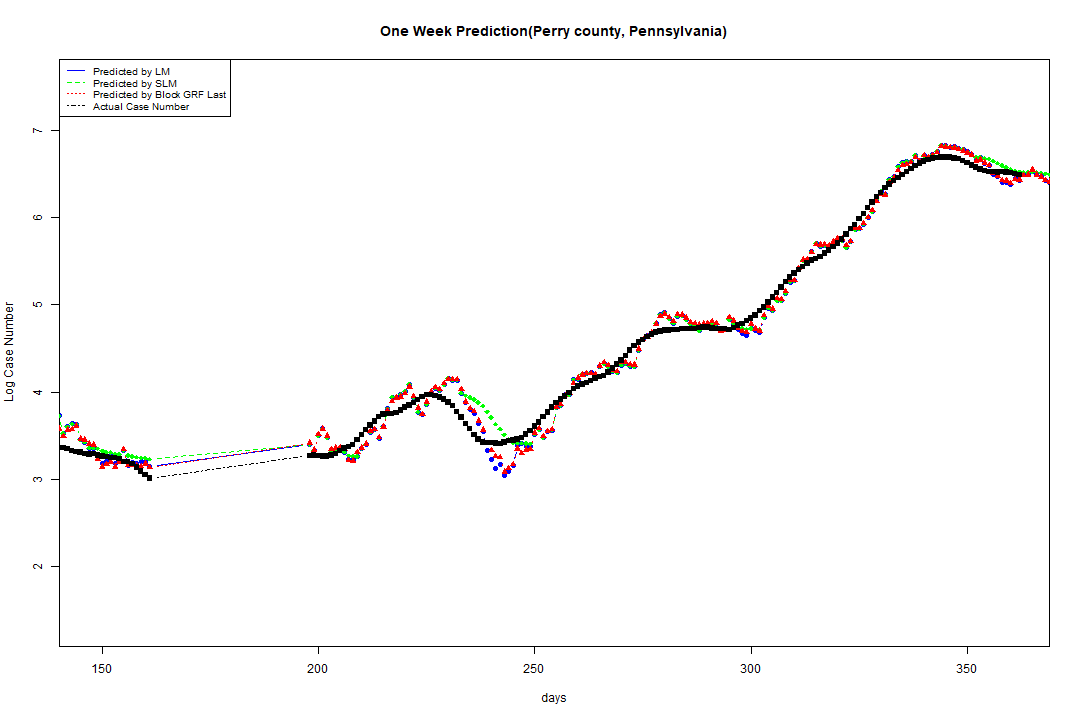 One Week Prediction(Perry county, Pennsylvania)
Predicted by LM
Predicted by SLM
Predicted by Block GRF Last
Actual Case Number
7
6
5
4
3
2
Log Case Number
150 200 250 300 350
days